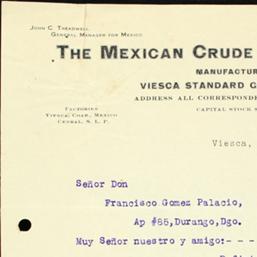 John C. Treadwell
General Manager for Mexico
The Mexican Crude
MANUFACTUR
VIESCA STANDARD G
ADDRESS ALL CORRESPONDE
CAPITAL STOCK
Factories
Viesca, Coah., Mexico
Cedral, S. L. P.
Viesca,
Señor Don
Francisco Gomez Palacio,
Ap #85,Durango,Dgo.
Muy Señor nuestro y amigo:- - -